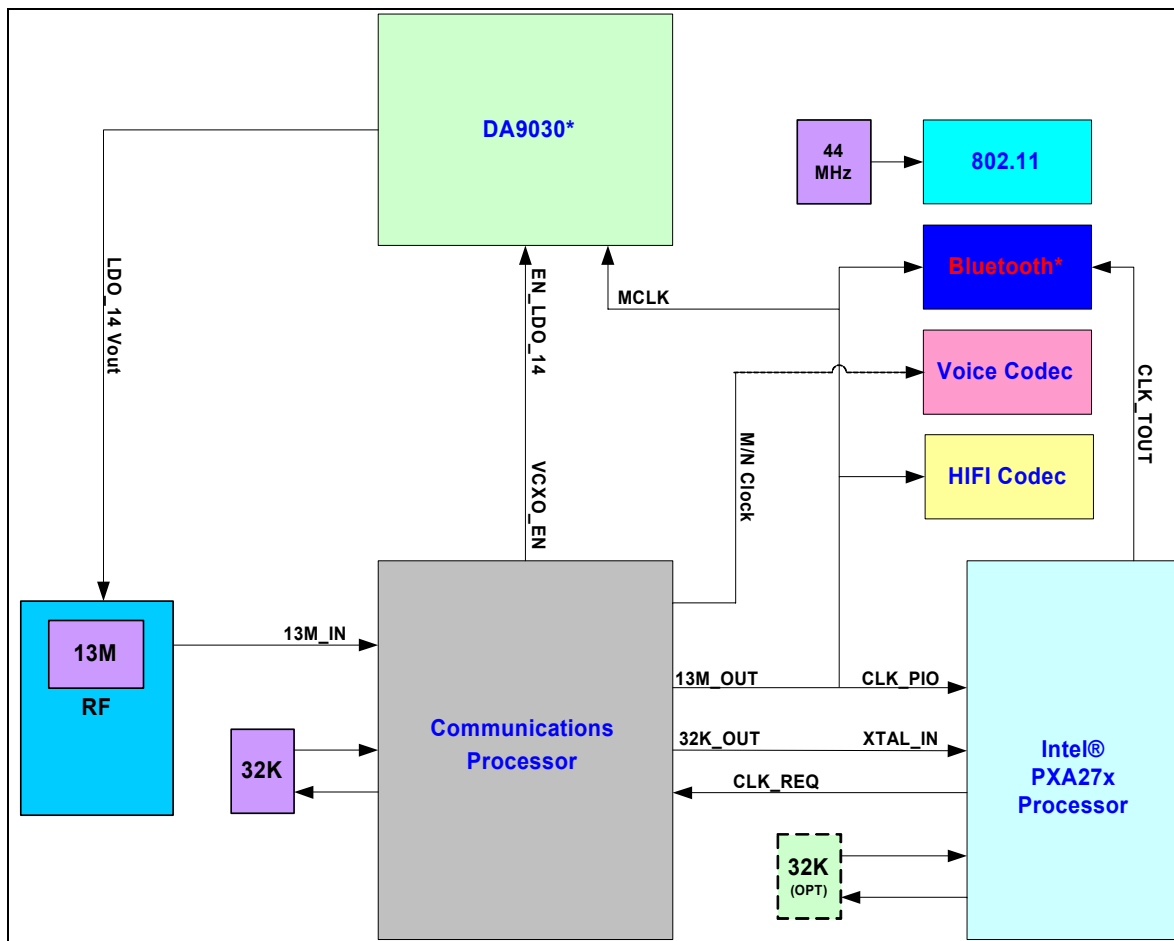 DA9030*
44
MHz
802.11
Bluetooth*
LDO_14 Vout
EN_LDO_14
MCLK
Voice Codec
CLK_TOUT
M/N Clock
HIFI Codec
VCXO_EN
13M
RF
13M_IN
13M_OUT
CLK_PIO
Communications
Processor
32K_OUT
XTAL_IN
32K
CLK_REQ
Intel®
PXA27x
Processor
32K
(OPT)